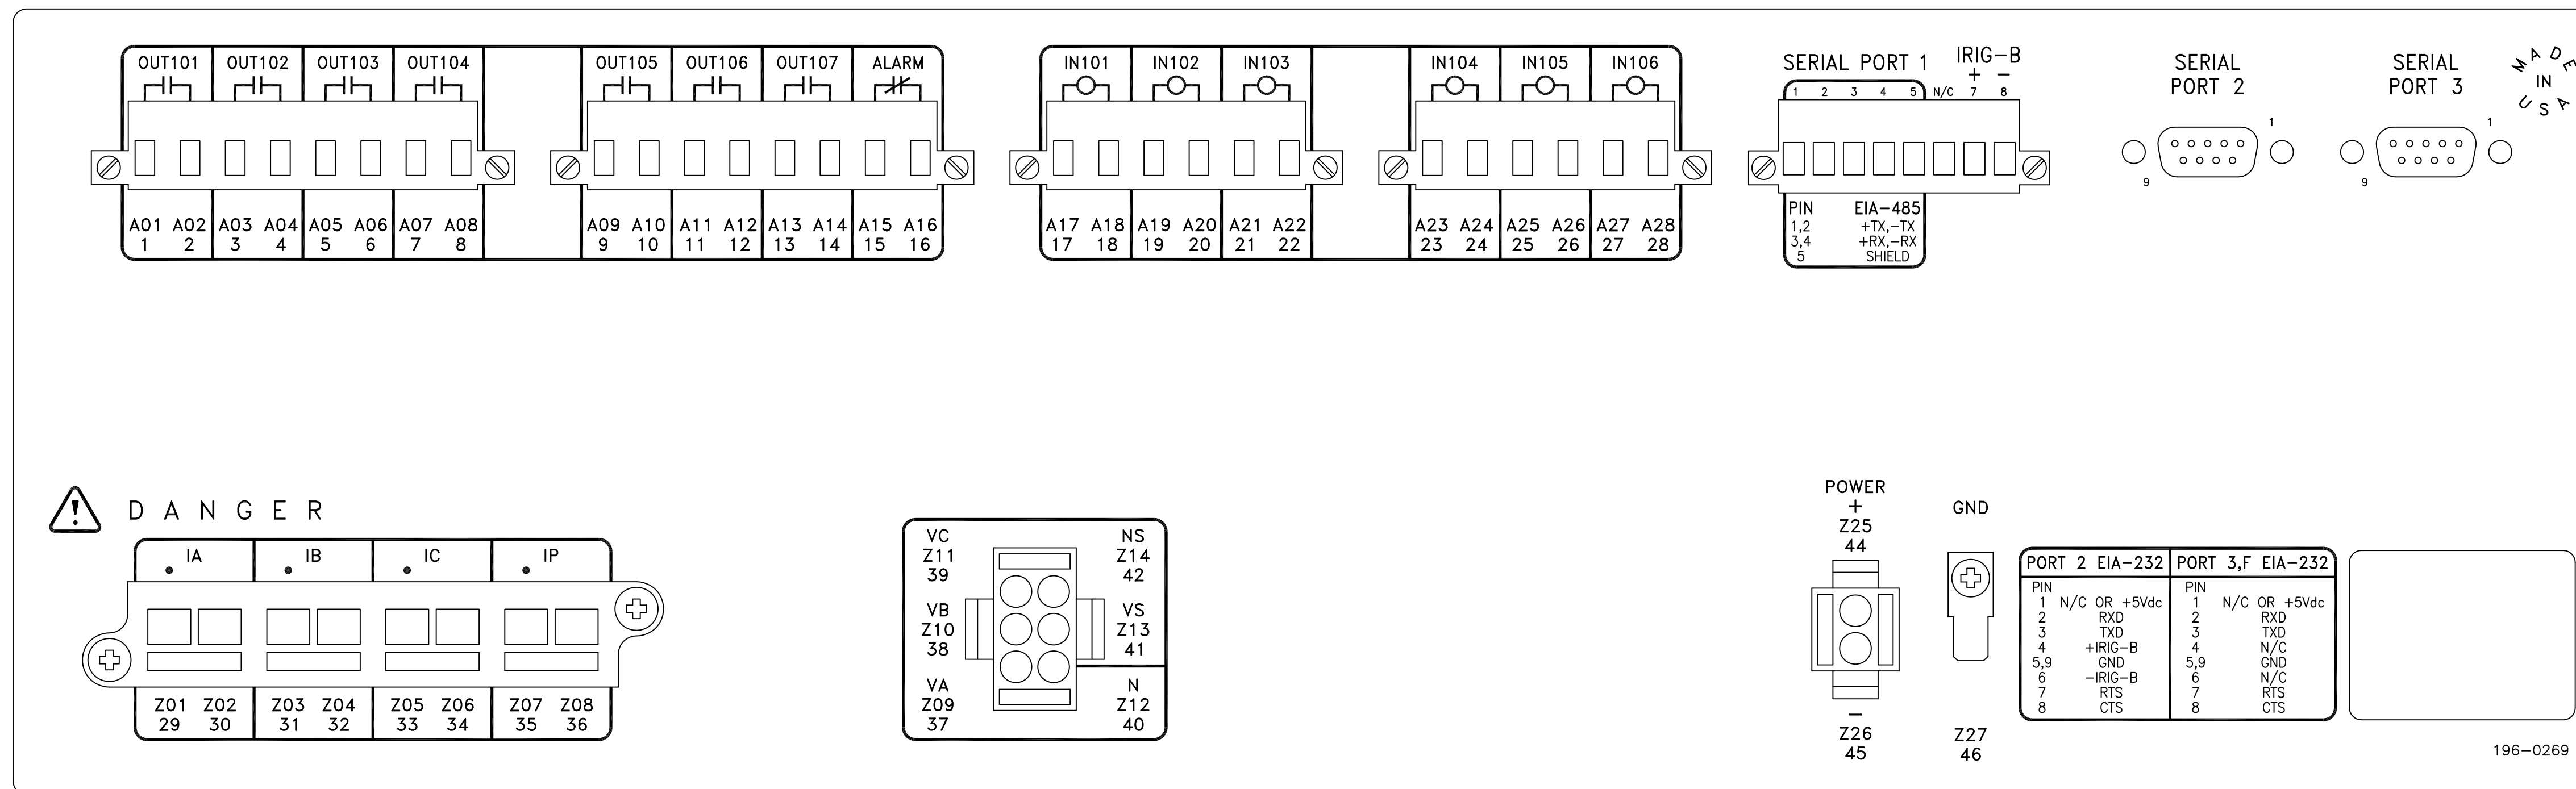 OUT101 OUT102 OUT103 OUT104 OUT105 OUT106 OUT107 ALARM
A01 A02 A03 A04 A05 A06 A07 A08 A09 A10 A11 A12 A13 A14 A15 A16
1 2 3 4 5 6 7 8 9 10 11 12 13 14 15 16
IN101 IN102 IN103 IN104 IN105 IN106
A17 A18 A19 A20 A21 A22 A23 A24 A25 A26 A27 A28
17 18 19 20 21 22 23 24 25 26 27 28
SERIAL PORT 1
IRIG-B
+ −
1 2 3 4 5 N/C 7 8
PIN EIA-485
1,2 +TX,-TX
3,4 +RX,-RX
5 SHIELD
SERIAL
PORT 2
1
9
SERIAL
PORT 3
1
9
MADE
IN
USA
DANGER
IA IB IC IP
Z01 Z02 Z03 Z04 Z05 Z06 Z07 Z08
29 30 31 32 33 34 35 36
VC NS
Z11 Z14
39 42
VB VS
Z10 Z13
38 41
VA N
Z09 Z12
37 40
POWER
+
Z25
44
−
Z26
45
GND
Z27
46
PORT 2 EIA-232
PIN
1 N/C OR +5Vdc
2 RXD
3 TXD
4 +IRIG-B
5,9 GND
6 -IRIG-B
7 RTS
8 CTS
PORT 3,F EIA-232
PIN
1 N/C OR +5Vdc
2 RXD
3 TXD
4 N/C
5,9 GND
6 N/C
7 RTS
8 CTS
196-0269